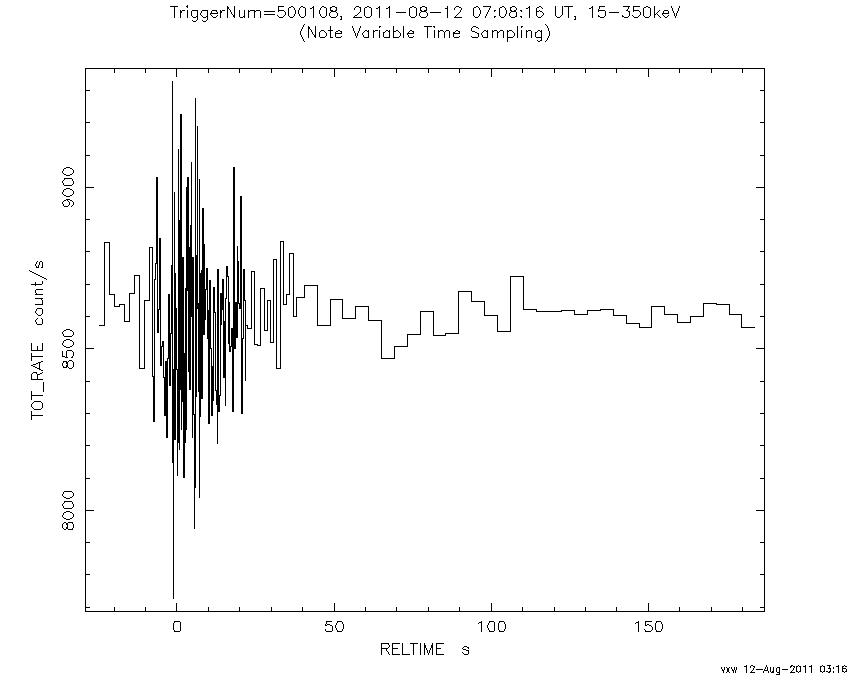 TriggerNum=500108, 2011-08-12 07:08:16 UT, 15-350keV
(Note Variable Time Sampling)
9000
8500
8000
TOT_RATE count/s
0 50 100 150
RELTIME s
vxw 12-Aug-2011 03:16